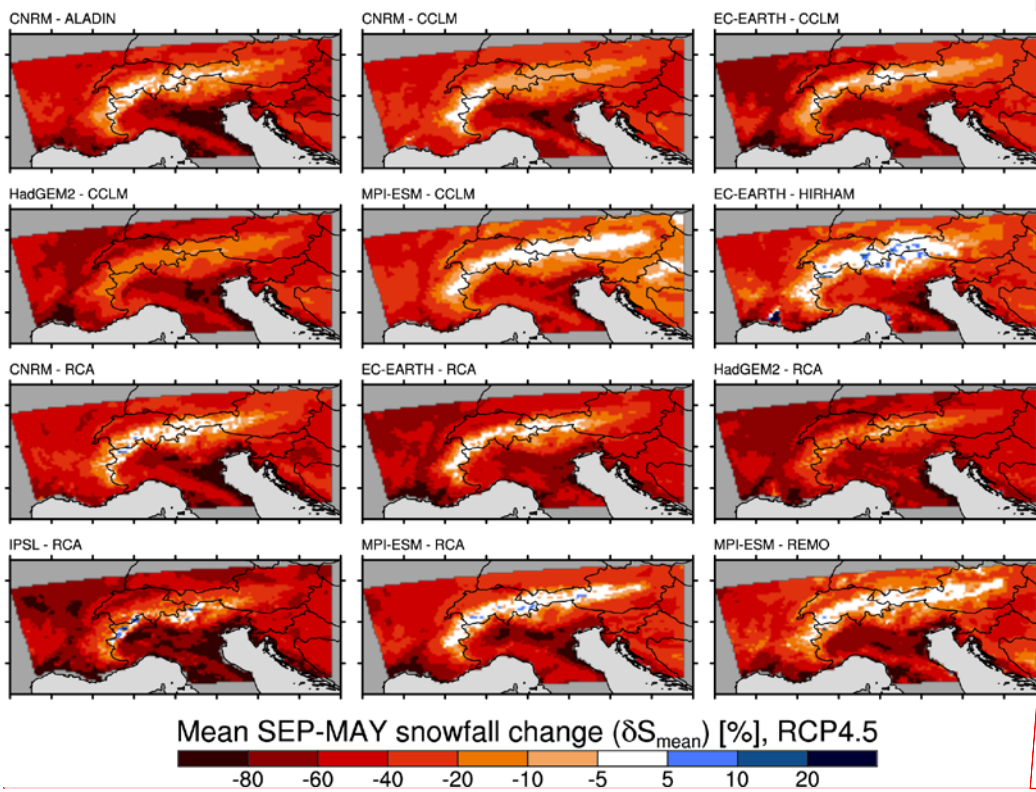 CNRM - ALADIN
CNRM - CCLM
EC-EARTH - CCLM
HadGEM2 - CCLM
MPI-ESM - CCLM
EC-EARTH - HIRHAM
CNRM - RCA
EC-EARTH - RCA
HadGEM2 - RCA
IPSL - RCA
MPI-ESM - RCA
MPI-ESM - REMO
Mean SEP-MAY snowfall change (δS_mean) [%], RCP4.5
-80 -60 -40 -20 -10 -5 5 10 20